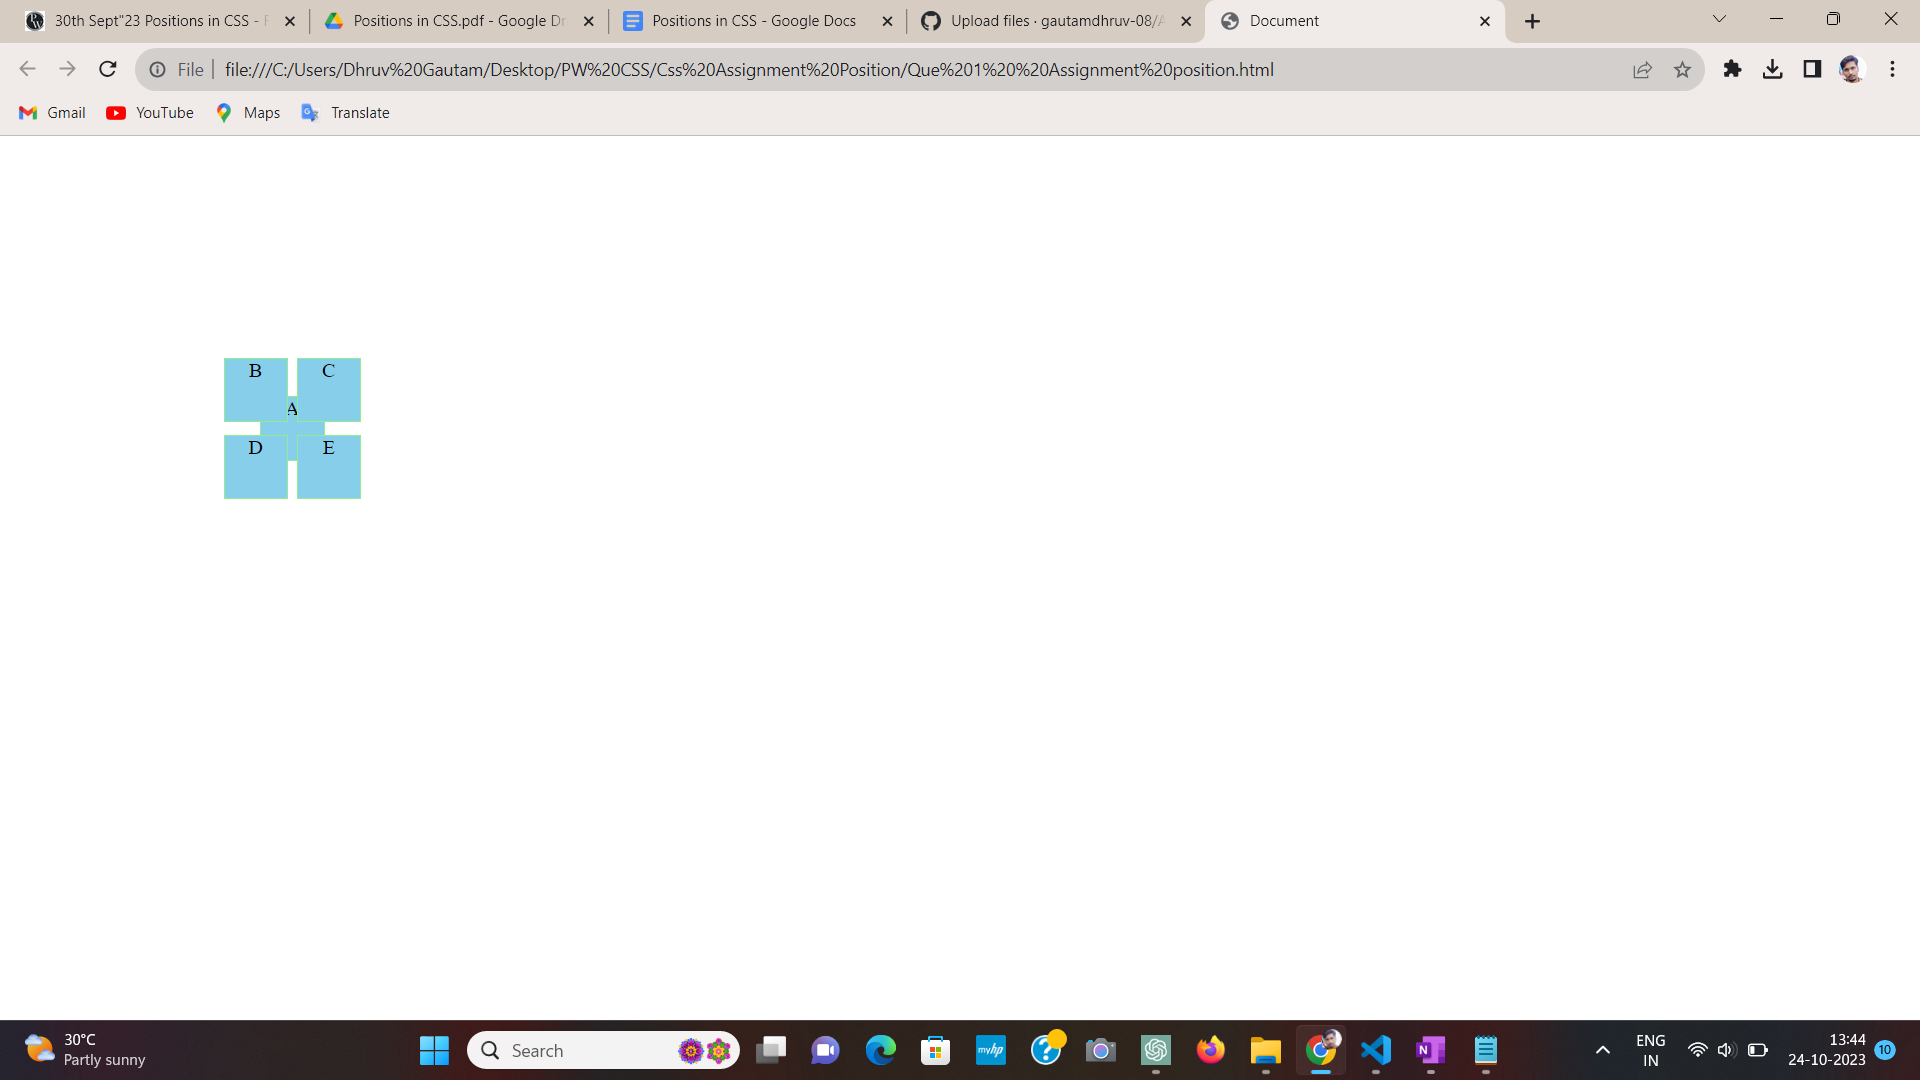 30th Sept"23 Positions in CSS -
Positions in CSS.pdf - Google Dr
Positions in CSS - Google Docs
Upload files · gautamdhruv-08/A
Document
File
file:///C:/Users/Dhruv%20Gautam/Desktop/PW%20CSS/Css%20Assignment%20Position/Que%201%20%20Assignment%20position.html
Gmail
YouTube
Maps
Translate
B
C
A
D
E
30°C
Partly sunny
Search
myhp
N
ENG
IN
13:44
24-10-2023
10